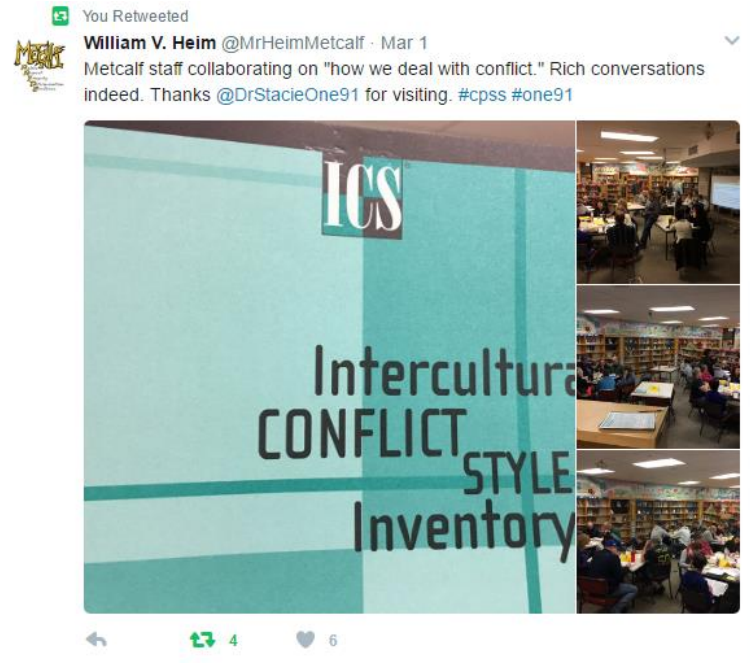 You Retweeted
William V. Heim @MrHeimMetcalf · Mar 1
Metcalf staff collaborating on "how we deal with conflict." Rich conversations
indeed. Thanks @DrStacieOne91 for visiting. #cpss #one91
ICS
Intercultura
CONFLICT
STYLE
Inventory
4
6